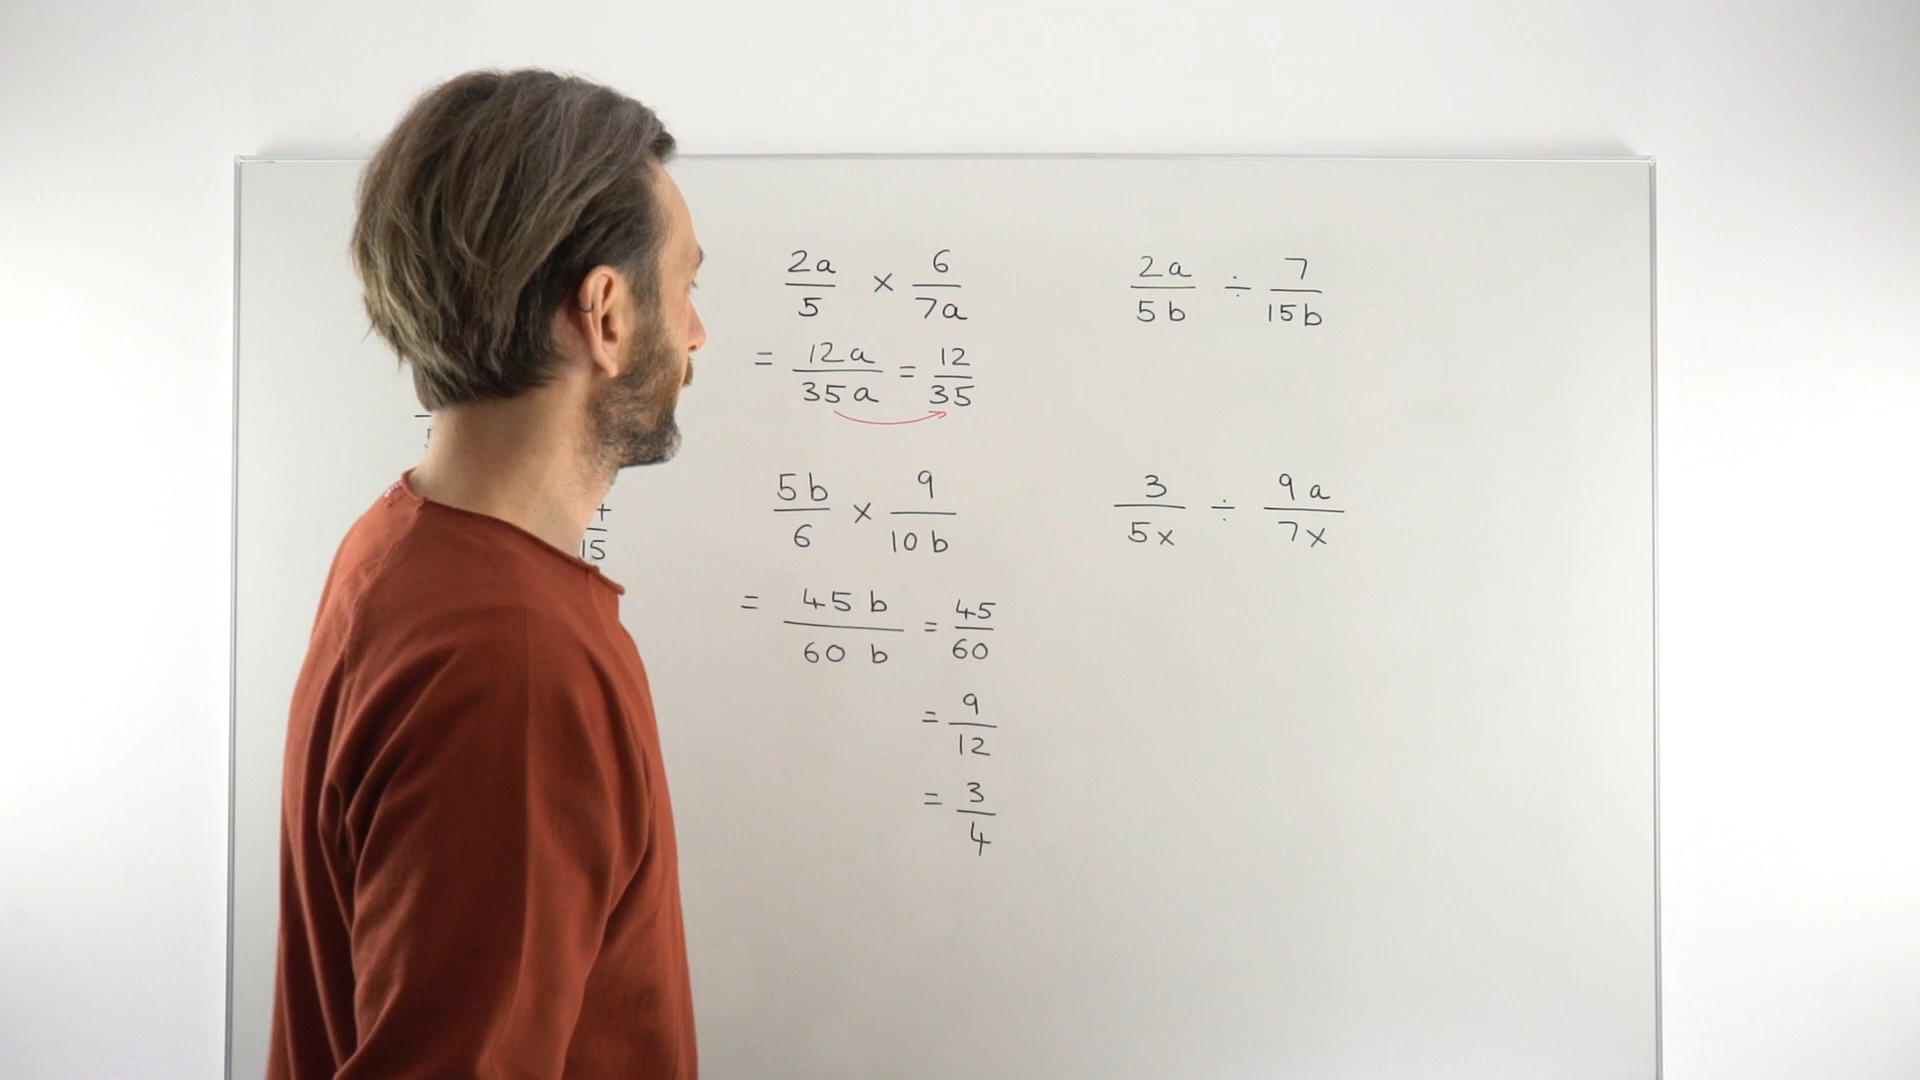 2a/5 × 6/7a
= 12a/35a = 12/35
5b/6 × 9/10b
= 45b/60b = 45/60
= 9/12
= 3/4
2a/5b ÷ 7/15b
3/5x ÷ 9a/7x
15